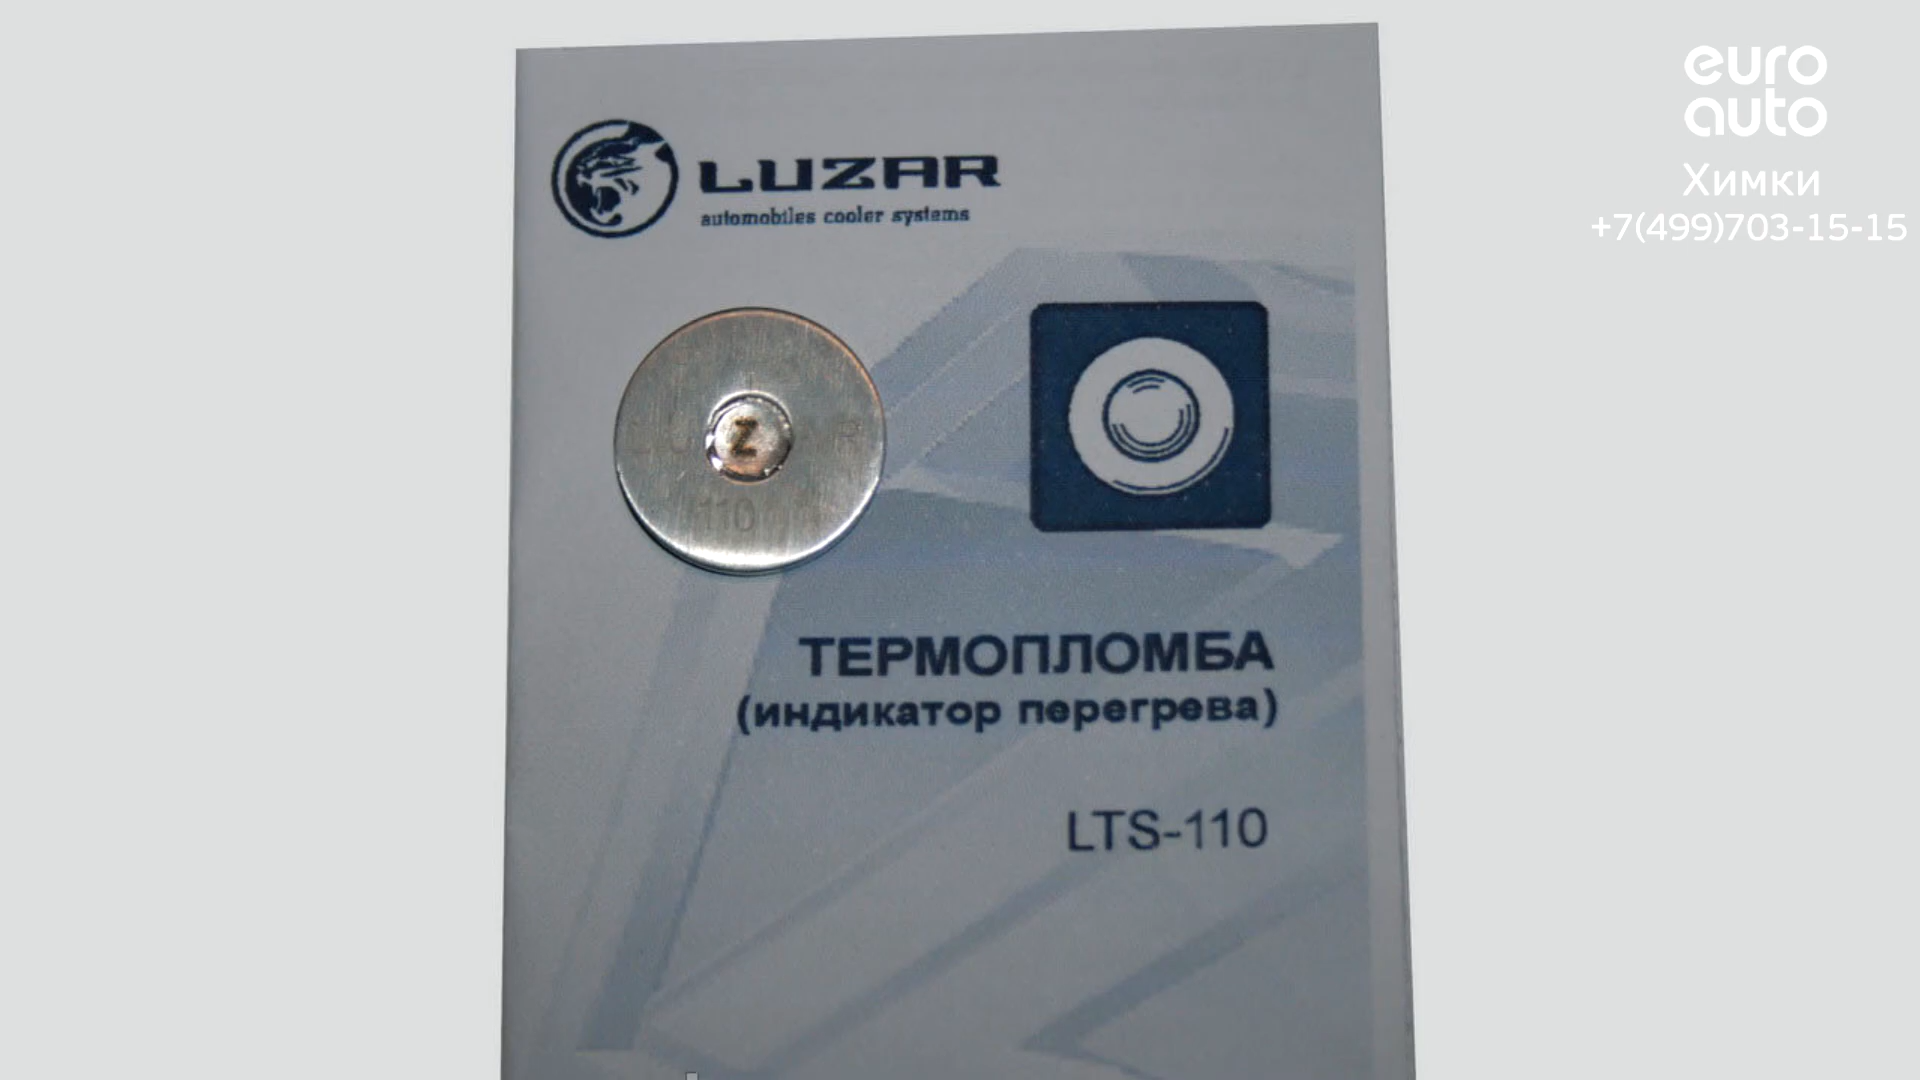 LUZAR
automobiles cooler systems
Z
110
ТЕРМОПЛОМБА
(индикатор перегрева)
LTS-110
euro
auto
Химки
+7(499)703-15-15